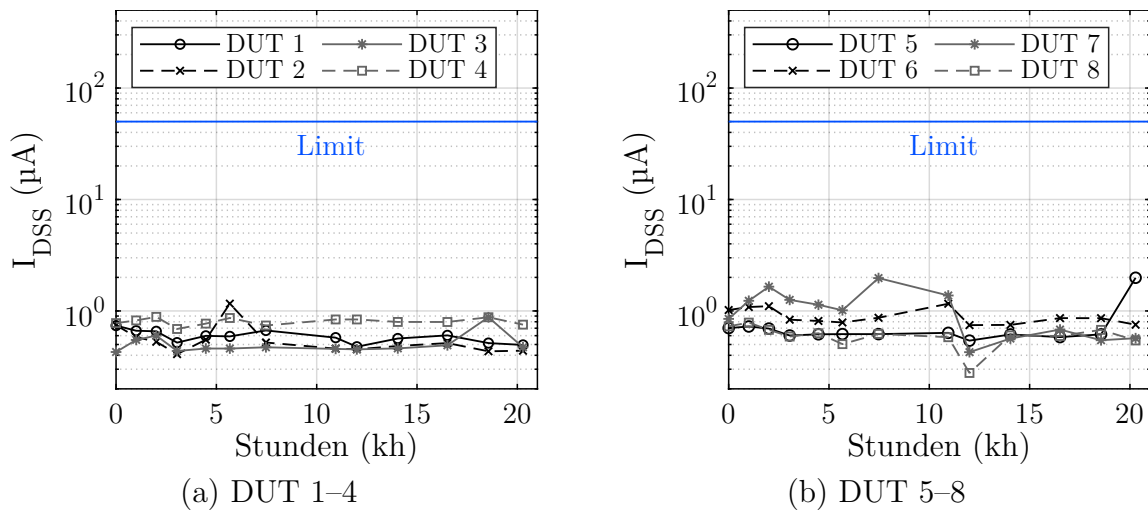 DUT 1 DUT 3
DUT 2 DUT 4
10² 
Limit
10¹
10⁰
I_DSS (µA)
0 5 10 15 20
Stunden (kh)
(a) DUT 1–4
DUT 5 DUT 7
DUT 6 DUT 8
10²
Limit
10¹
10⁰
I_DSS (µA)
0 5 10 15 20
Stunden (kh)
(b) DUT 5–8